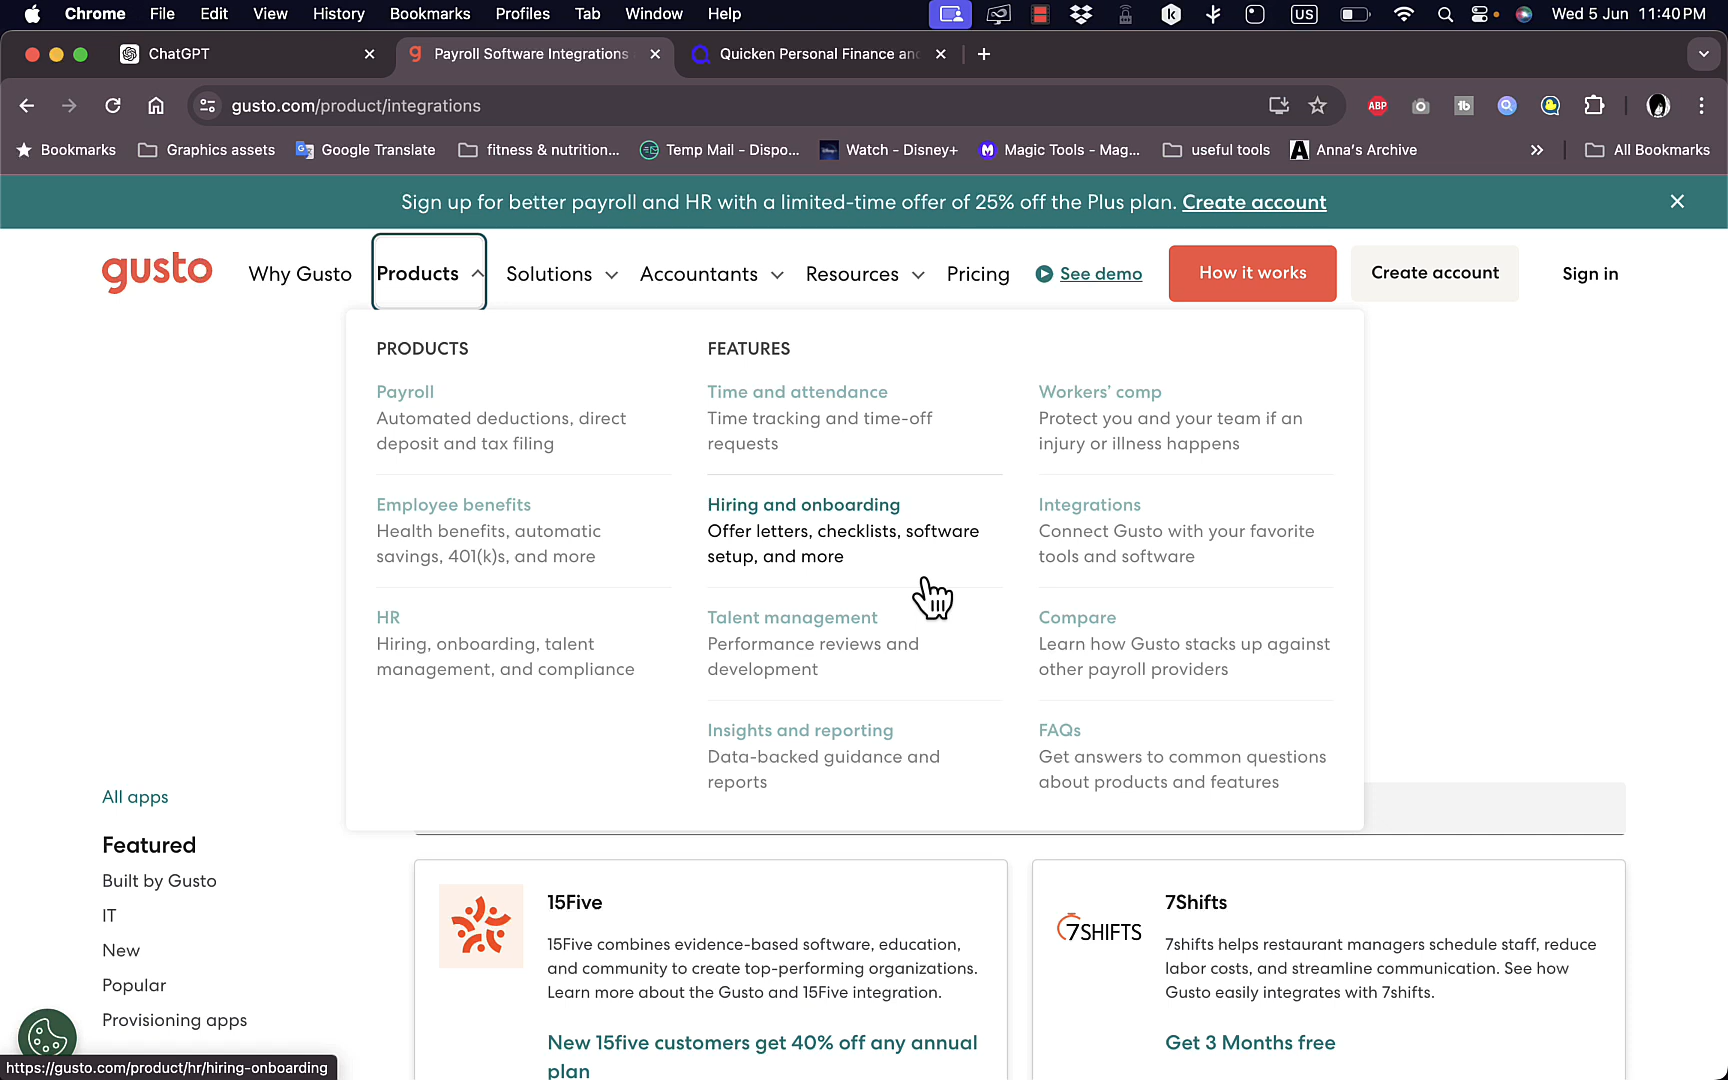 Chrome File Edit View History Bookmarks Profiles Tab Window Help US Wed 5 Jun 11:40 PM
ChatGPT Payroll Software Integrations Quicken Personal Finance and
gusto.com/product/integrations ABP tb
Bookmarks Graphics assets Google Translate fitness & nutrition... Temp Mail - Dispo... Watch - Disney+ Magic Tools - Mag... useful tools Anna's Archive All Bookmarks
Sign up for better payroll and HR with a limited-time offer of 25% off the Plus plan. Create account
gusto Why Gusto Products Solutions Accountants Resources Pricing See demo How it works Create account Sign in
PRODUCTS
Payroll
Automated deductions, direct
deposit and tax filing
Employee benefits
Health benefits, automatic
savings, 401(k)s, and more
HR
Hiring, onboarding, talent
management, and compliance
FEATURES
Time and attendance
Time tracking and time-off
requests
Hiring and onboarding
Offer letters, checklists, software
setup, and more
Talent management
Performance reviews and
development
Insights and reporting
Data-backed guidance and
reports
Workers' comp
Protect you and your team if an
injury or illness happens
Integrations
Connect Gusto with your favorite
tools and software
Compare
Learn how Gusto stacks up against
other payroll providers
FAQs
Get answers to common questions
about products and features
All apps
Featured
Built by Gusto
IT
New
Popular
Provisioning apps
15Five
15Five combines evidence-based software, education,
and community to create top-performing organizations.
Learn more about the Gusto and 15Five integration.
New 15five customers get 40% off any annual
plan
7SHIFTS
7Shifts
7shifts helps restaurant managers schedule staff, reduce
labor costs, and streamline communication. See how
Gusto easily integrates with 7shifts.
Get 3 Months free
https://gusto.com/product/hr/hiring-onboarding